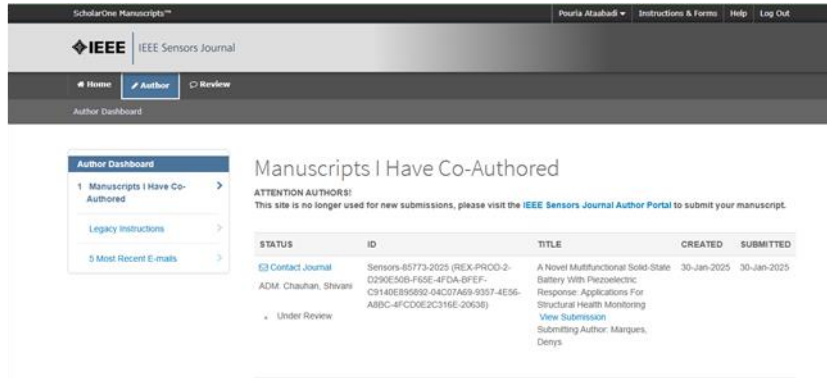 ScholarOne Manuscripts™
Pouria Ataabadi Instructions & Forms Help Log Out
IEEE IEEE Sensors Journal
Home Author Review
Author Dashboard
Author Dashboard
1 Manuscripts I Have Co-
Authored
Legacy Instructions
5 Most Recent E-mails
Manuscripts I Have Co-Authored
ATTENTION AUTHORS!
This site is no longer used for new submissions, please visit the IEEE Sensors Journal Author Portal to submit your manuscript.
STATUS ID TITLE CREATED SUBMITTED
Contact Journal
ADM: Chauhan, Shivani
Under Review
Sensors-85773-2025 (REX-PROD-2-
D290E50B-F65E-4FDA-BFEF-
C9140E895892-04C07A69-9357-4E56-
A8BC-4FCD0E2C316E-20636)
A Novel Multifunctional Solid-State
Battery With Piezoelectric
Response: Applications For
Structural Health Monitoring
View Submission
Submitting Author: Marques,
Denys
30-Jan-2025 30-Jan-2025